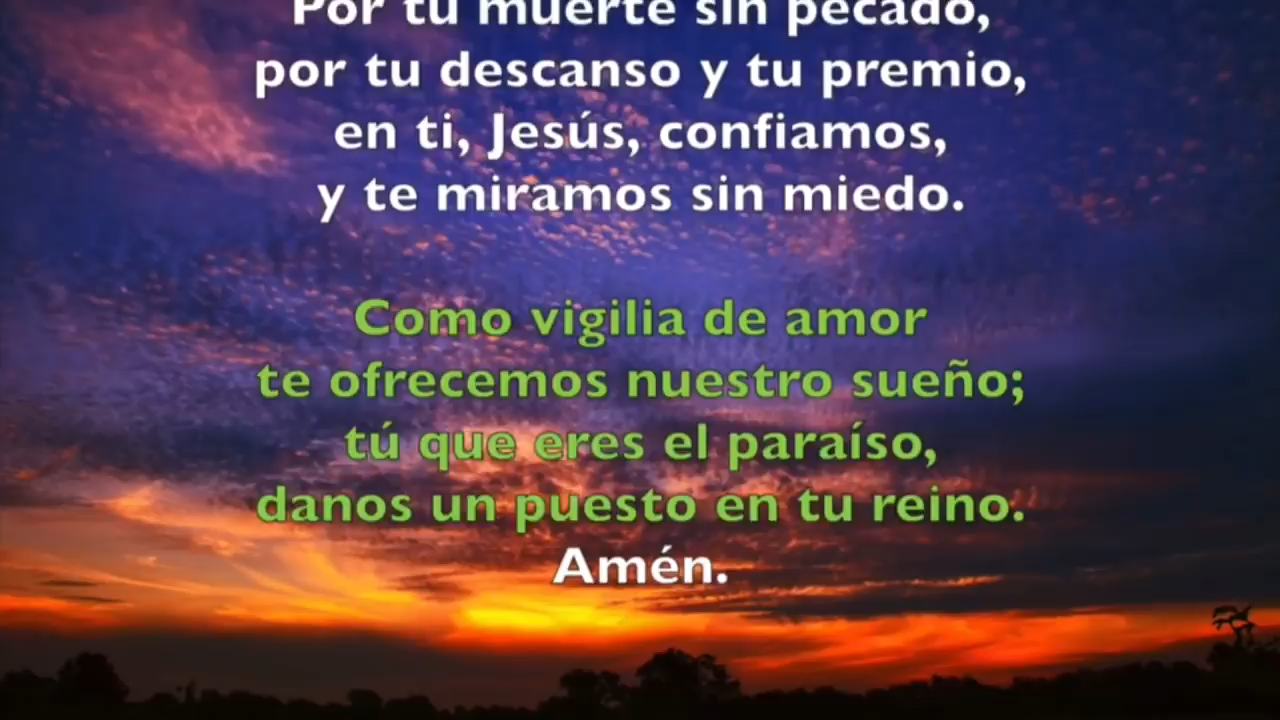 Por tu muerte sin pecado,
por tu descanso y tu premio,
en ti, Jesús, confiamos,
y te miramos sin miedo.
Como vigilia de amor
te ofrecemos nuestro sueño;
tú que eres el paraíso,
danos un puesto en tu reino.
Amén.